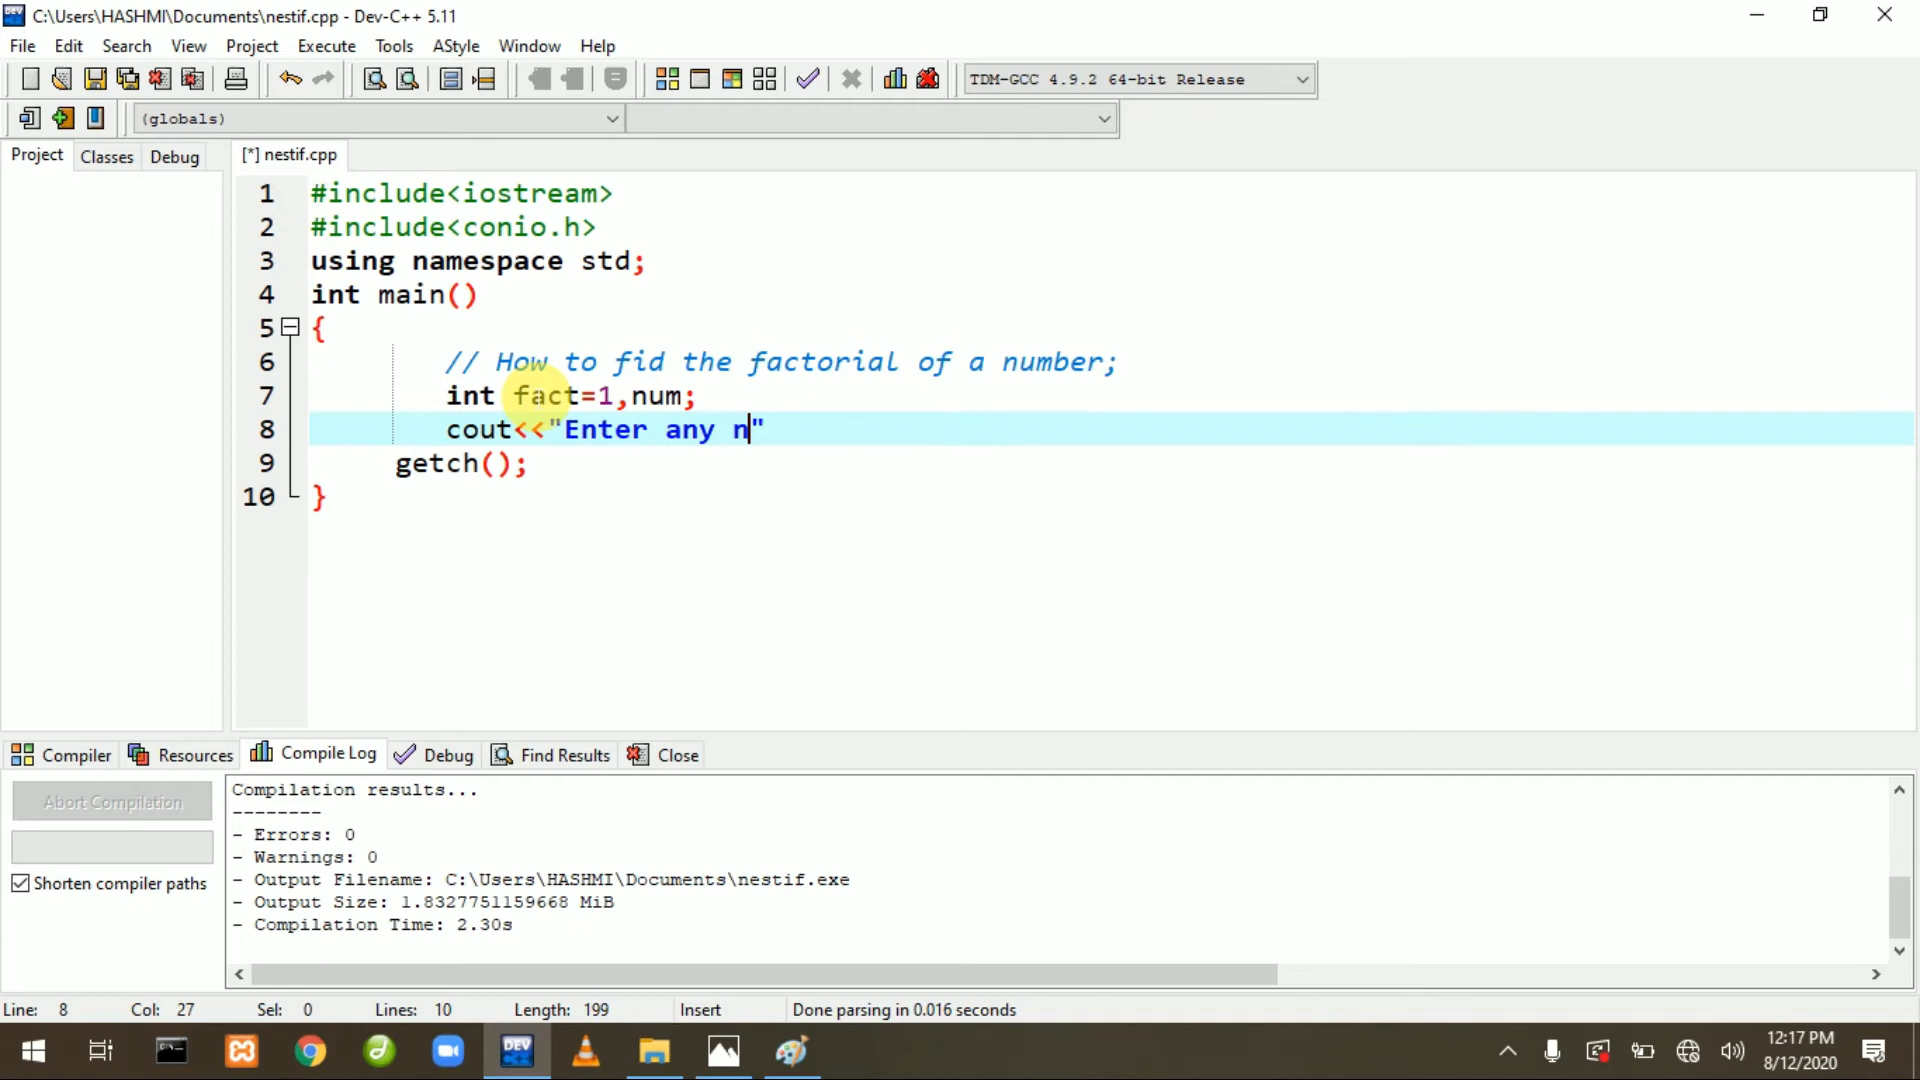 C:\Users\HASHMI\Documents\nestif.cpp - Dev-C++ 5.11
File Edit Search View Project Execute Tools AStyle Window Help
TDM-GCC 4.9.2 64-bit Release
(globals)
Project Classes Debug [*] nestif.cpp
1 #include<iostream>
2 #include<conio.h>
3 using namespace std;
4 int main()
5 {
6 // How to fid the factorial of a number;
7 int fact=1,num;
8 cout<<"Enter any n"
9 getch();
10 }
Compiler Resources Compile Log Debug Find Results Close
Abort Compilation
Shorten compiler paths
Compilation results...
--------
- Errors: 0
- Warnings: 0
- Output Filename: C:\Users\HASHMI\Documents\nestif.exe
- Output Size: 1.8327751159668 MiB
- Compilation Time: 2.30s
Line: 8 Col: 27 Sel: 0 Lines: 10 Length: 199 Insert Done parsing in 0.016 seconds
DEV
12:17 PM
8/12/2020